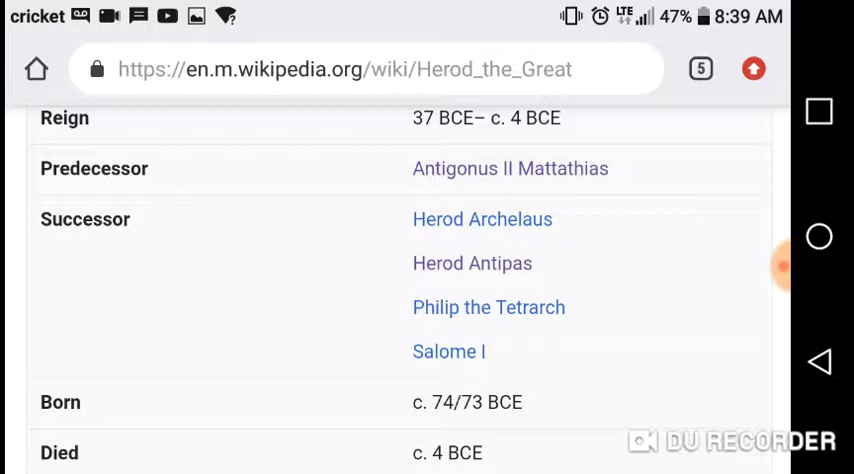 cricket LTE 47% 8:39 AM
https://en.m.wikipedia.org/wiki/Herod_the_Great 5
Reign 37 BCE– c. 4 BCE
Predecessor Antigonus II Mattathias
Successor Herod Archelaus
Herod Antipas
Philip the Tetrarch
Salome I
Born c. 74/73 BCE
Died c. 4 BCE
DU RECORDER